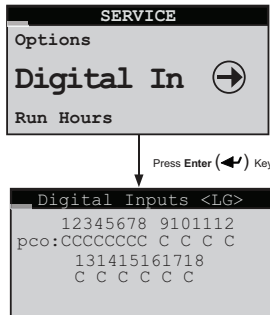 SERVICE
Options
Digital In
Run Hours
Press Enter (↵) Key
Digital Inputs <LG>
12345678 9101112
pco:CCCCCCCC C C C C
131415161718
C C C C C C